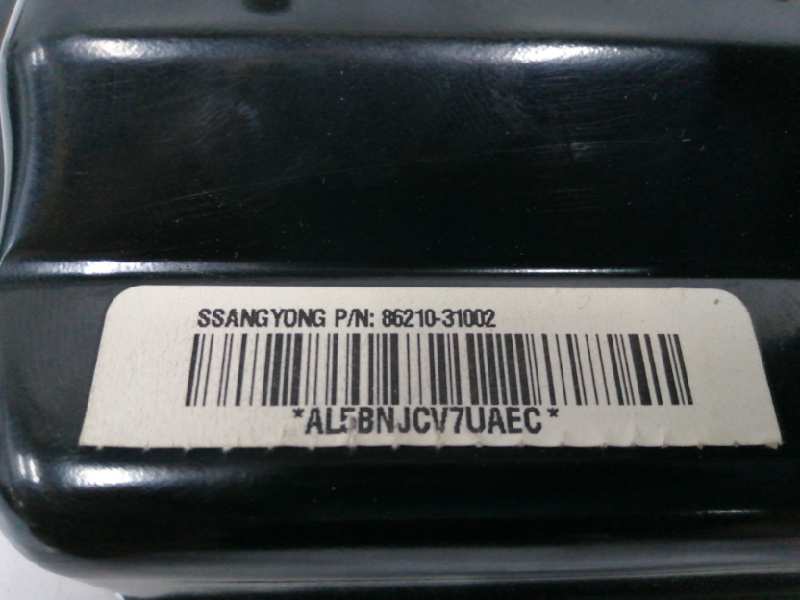 SSANGYONG P/N: 86210-31002
*AL5BNJCV7UAEC*